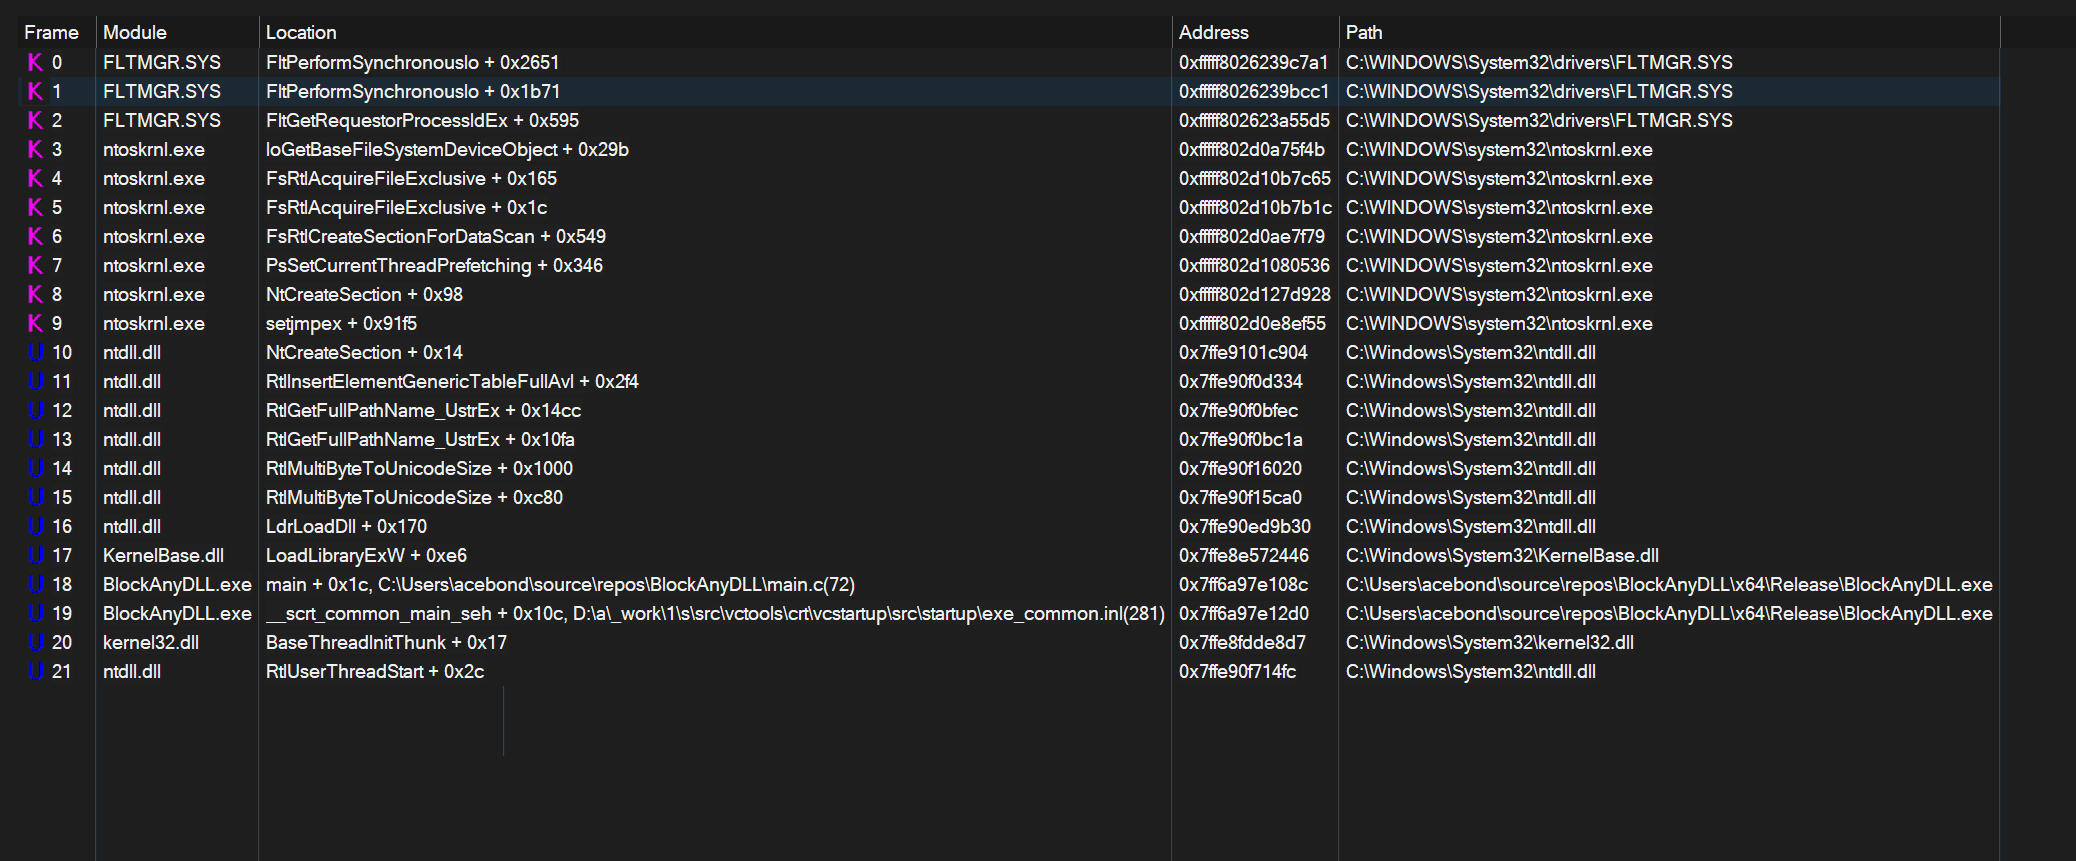 Frame Module Location Address Path
K 0 FLTMGR.SYS FltPerformSynchronousIo + 0x2651 0xfffff8026239c7a1 C:\WINDOWS\System32\drivers\FLTMGR.SYS
K 1 FLTMGR.SYS FltPerformSynchronousIo + 0x1b71 0xfffff8026239bcc1 C:\WINDOWS\System32\drivers\FLTMGR.SYS
K 2 FLTMGR.SYS FltGetRequestorProcessIdEx + 0x595 0xfffff802623a55d5 C:\WINDOWS\System32\drivers\FLTMGR.SYS
K 3 ntoskrnl.exe IoGetBaseFileSystemDeviceObject + 0x29b 0xfffff802d0a75f4b C:\WINDOWS\system32\ntoskrnl.exe
K 4 ntoskrnl.exe FsRtlAcquireFileExclusive + 0x165 0xfffff802d10b7c65 C:\WINDOWS\system32\ntoskrnl.exe
K 5 ntoskrnl.exe FsRtlAcquireFileExclusive + 0x1c 0xfffff802d10b7b1c C:\WINDOWS\system32\ntoskrnl.exe
K 6 ntoskrnl.exe FsRtlCreateSectionForDataScan + 0x549 0xfffff802d0ae7f79 C:\WINDOWS\system32\ntoskrnl.exe
K 7 ntoskrnl.exe PsSetCurrentThreadPrefetching + 0x346 0xfffff802d1080536 C:\WINDOWS\system32\ntoskrnl.exe
K 8 ntoskrnl.exe NtCreateSection + 0x98 0xfffff802d127d928 C:\WINDOWS\system32\ntoskrnl.exe
K 9 ntoskrnl.exe setjmpex + 0x91f5 0xfffff802d0e8ef55 C:\WINDOWS\system32\ntoskrnl.exe
U 10 ntdll.dll NtCreateSection + 0x14 0x7ffe9101c904 C:\Windows\System32\ntdll.dll
U 11 ntdll.dll RtlInsertElementGenericTableFullAvl + 0x2f4 0x7ffe90f0d334 C:\Windows\System32\ntdll.dll
U 12 ntdll.dll RtlGetFullPathName_UstrEx + 0x14cc 0x7ffe90f0bfec C:\Windows\System32\ntdll.dll
U 13 ntdll.dll RtlGetFullPathName_UstrEx + 0x10fa 0x7ffe90f0bc1a C:\Windows\System32\ntdll.dll
U 14 ntdll.dll RtlMultiByteToUnicodeSize + 0x1000 0x7ffe90f16020 C:\Windows\System32\ntdll.dll
U 15 ntdll.dll RtlMultiByteToUnicodeSize + 0xc80 0x7ffe90f15ca0 C:\Windows\System32\ntdll.dll
U 16 ntdll.dll LdrLoadDll + 0x170 0x7ffe90ed9b30 C:\Windows\System32\ntdll.dll
U 17 KernelBase.dll LoadLibraryExW + 0xe6 0x7ffe8e572446 C:\Windows\System32\KernelBase.dll
U 18 BlockAnyDLL.exe main + 0x1c, C:\Users\acebond\source\repos\BlockAnyDLL\main.c(72) 0x7ff6a97e108c C:\Users\acebond\source\repos\BlockAnyDLL\x64\Release\BlockAnyDLL.exe
U 19 BlockAnyDLL.exe __scrt_common_main_seh + 0x10c, D:\a\_work\1\s\src\vctools\crt\vcstartup\src\startup\exe_common.inl(281) 0x7ff6a97e12d0 C:\Users\acebond\source\repos\BlockAnyDLL\x64\Release\BlockAnyDLL.exe
U 20 kernel32.dll BaseThreadInitThunk + 0x17 0x7ffe8fdde8d7 C:\Windows\System32\kernel32.dll
U 21 ntdll.dll RtlUserThreadStart + 0x2c 0x7ffe90f714fc C:\Windows\System32\ntdll.dll